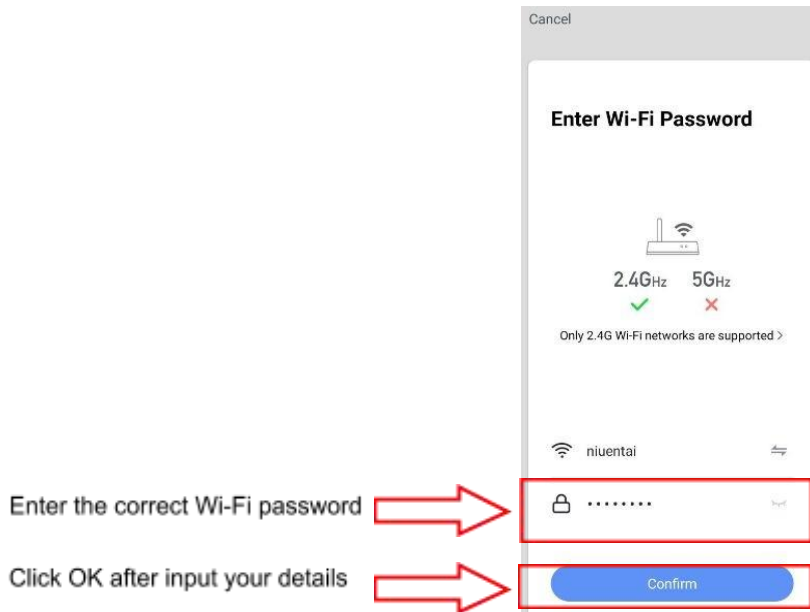 Cancel
Enter Wi-Fi Password
2.4GHz 5GHz
Only 2.4G Wi-Fi networks are supported >
niuentai
Enter the correct Wi-Fi password
••••••••
Click OK after input your details
Confirm